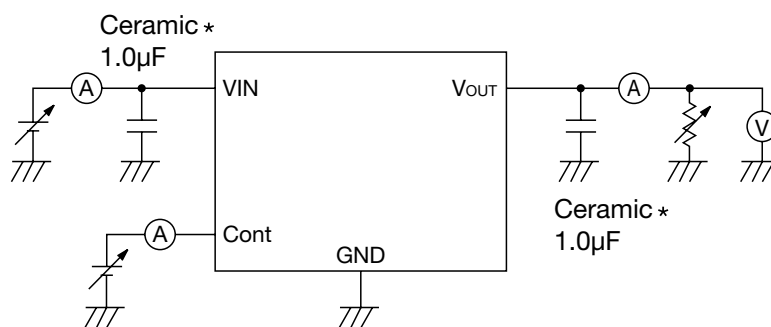 Ceramic *
1.0µF
A
VIN
VOUT
A
V
A
Cont
GND
Ceramic *
1.0µF